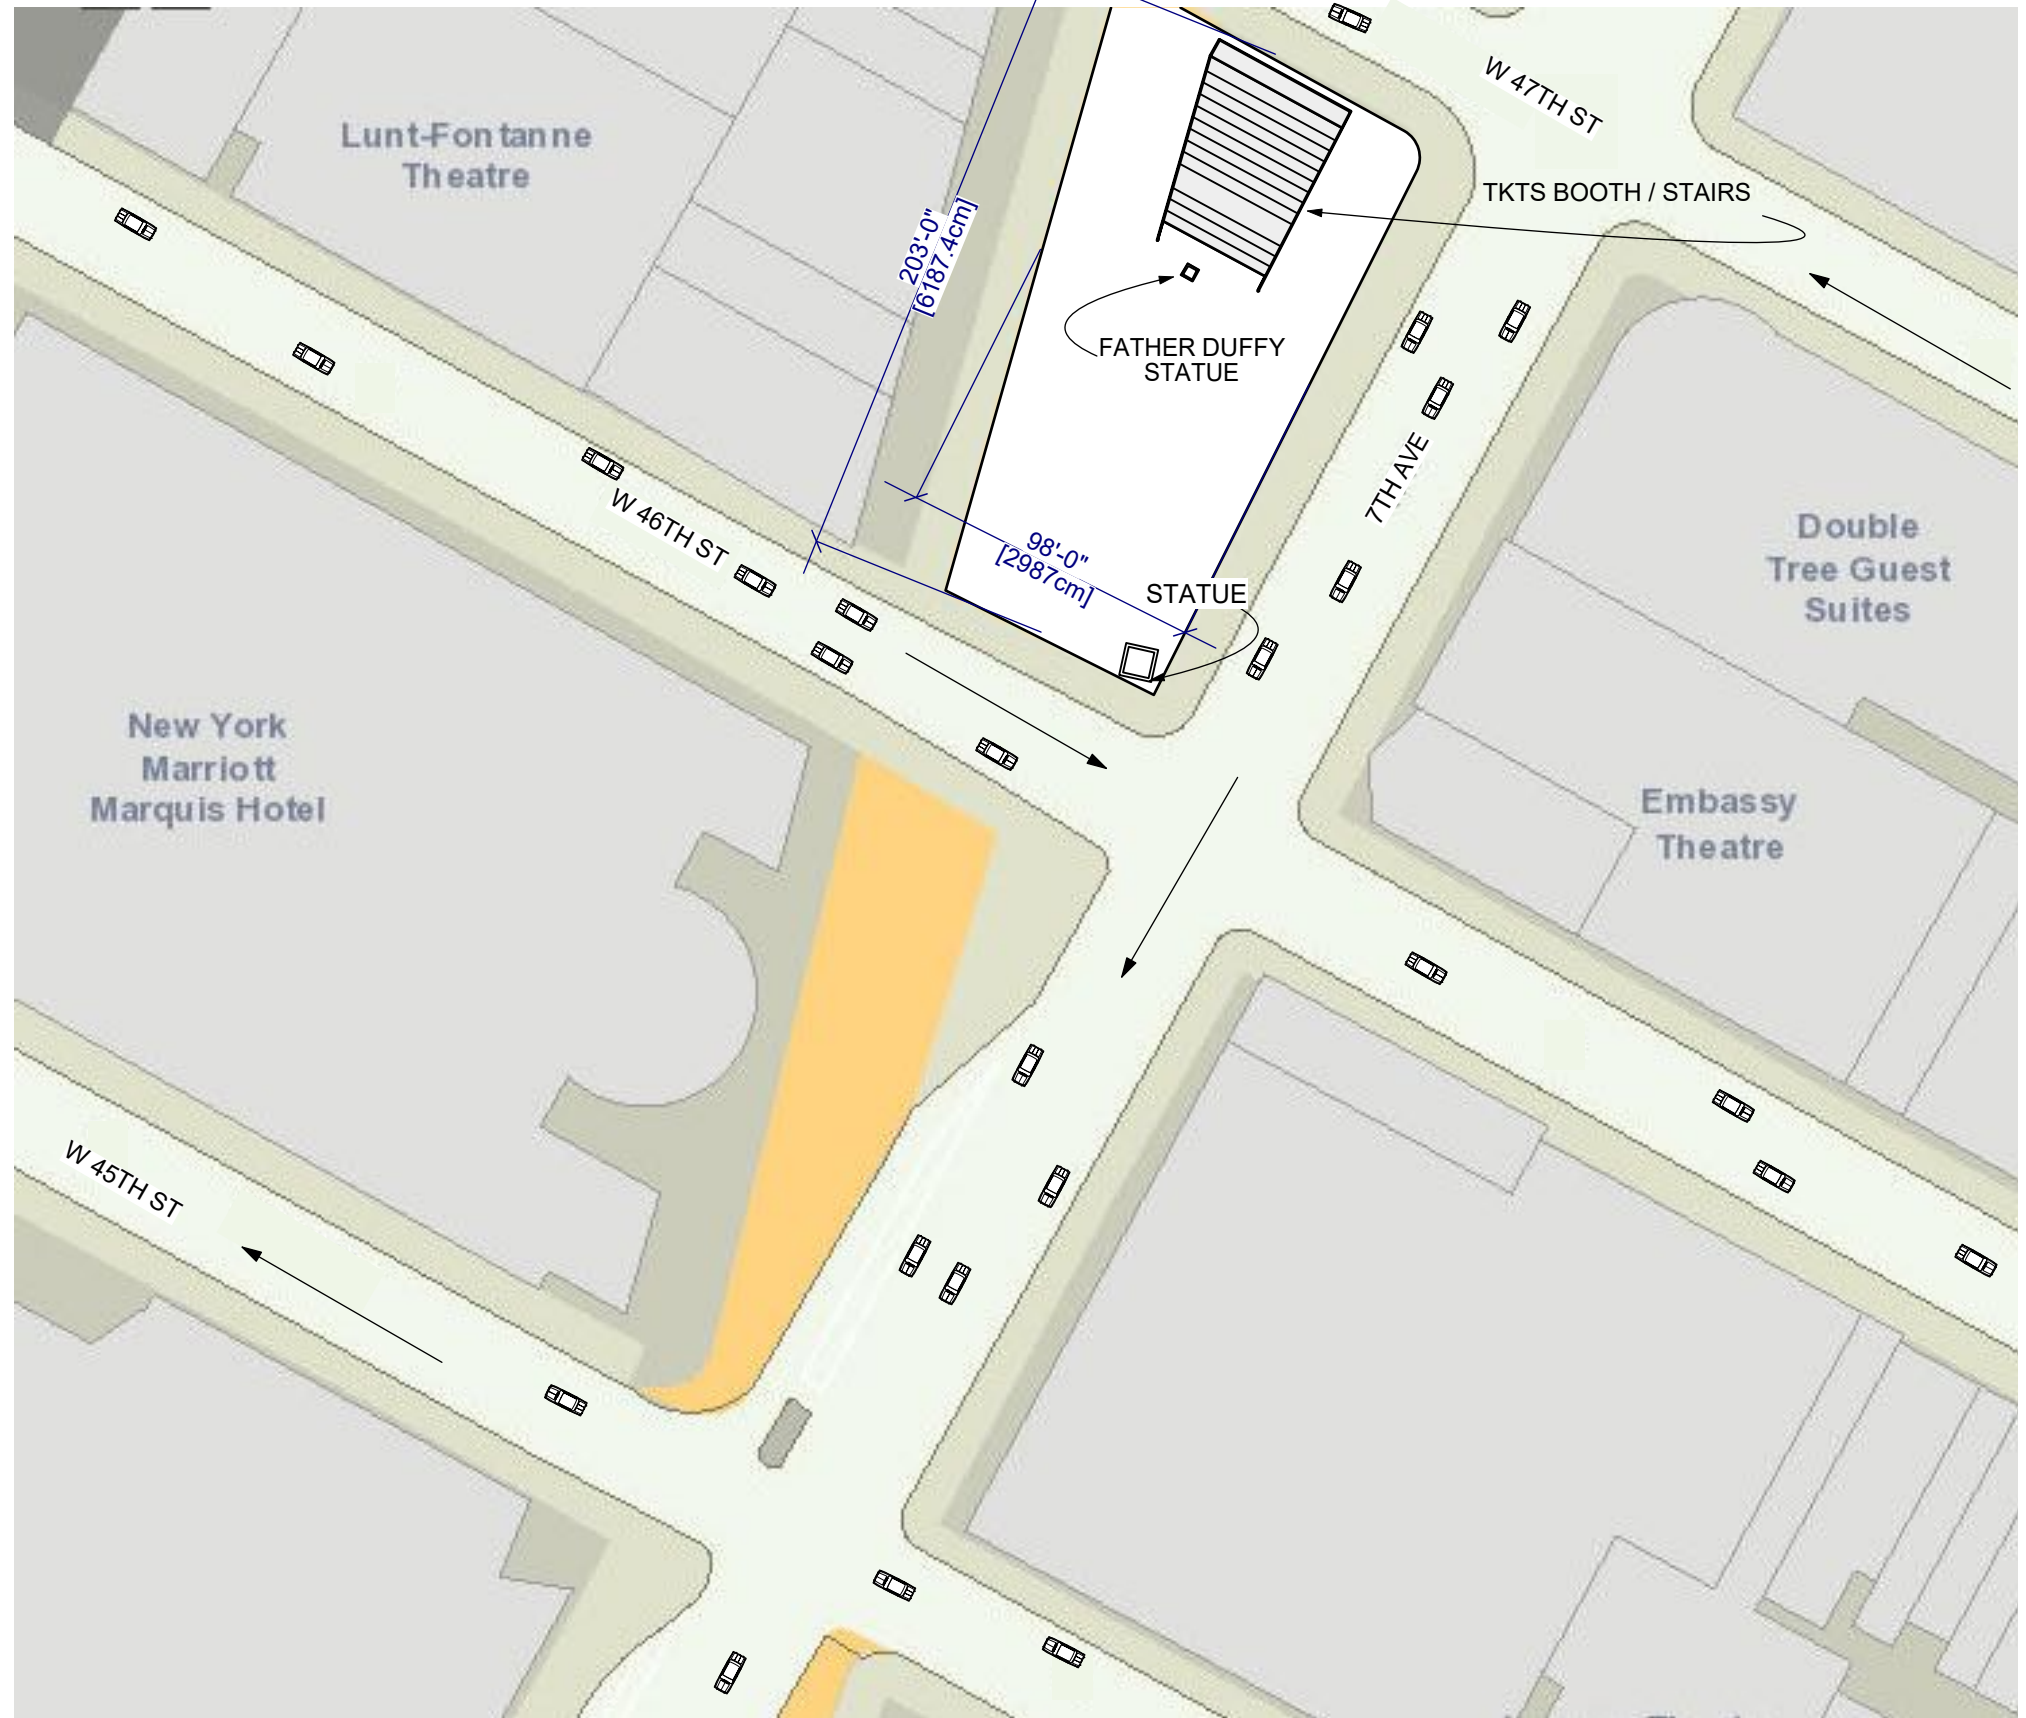 W 47TH ST
Lunt-Fontanne
Theatre
TKTS BOOTH / STAIRS
203'-0"
[6187.4cm]
FATHER DUFFY
STATUE
7TH AVE
W 46TH ST
98'-0"
[2987cm]
STATUE
Double
Tree Guest
Suites
New York
Marriott
Marquis Hotel
Embassy
Theatre
W 45TH ST